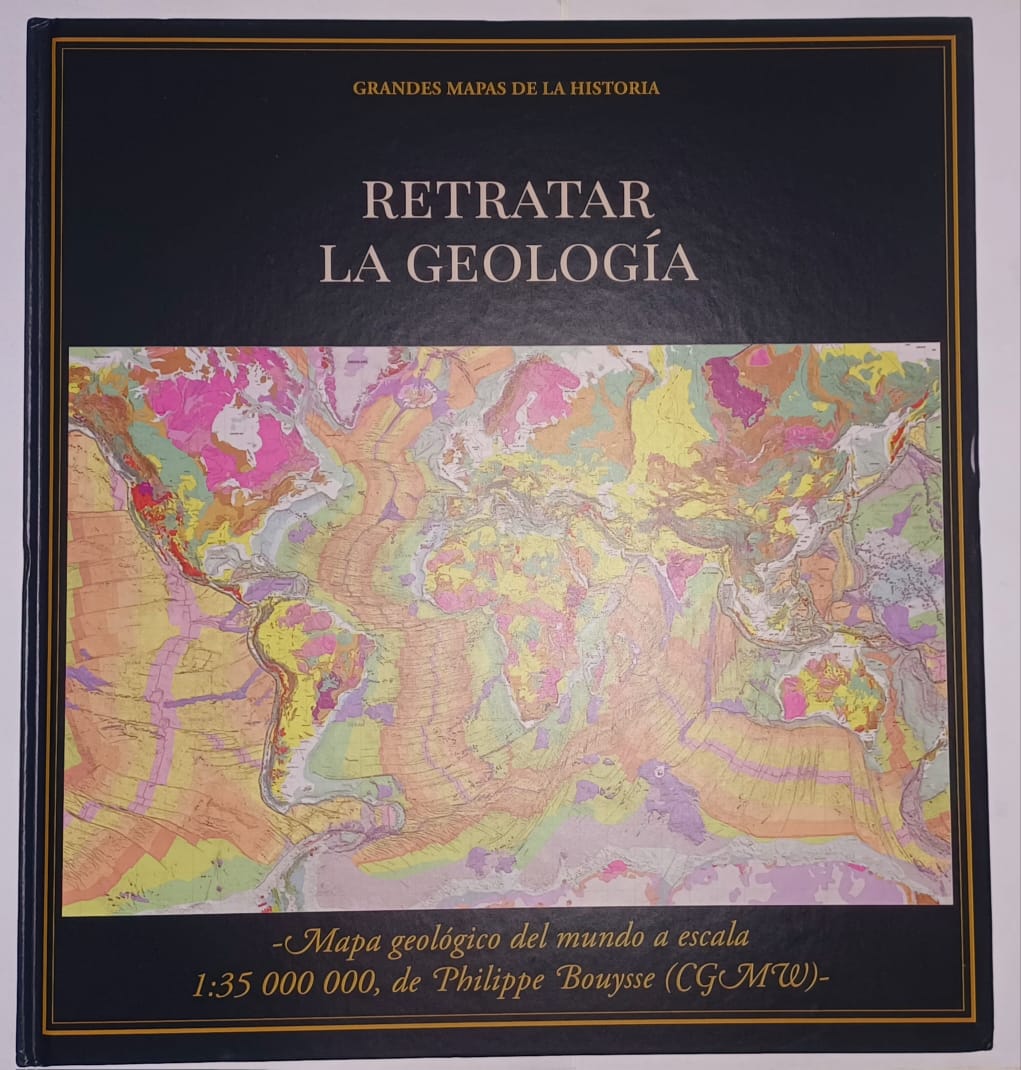 GRANDES MAPAS DE LA HISTORIA
RETRATAR
LA GEOLOGÍA
-Mapa geológico del mundo a escala
1:35 000 000, de Philippe Bouysse (CGMW)-